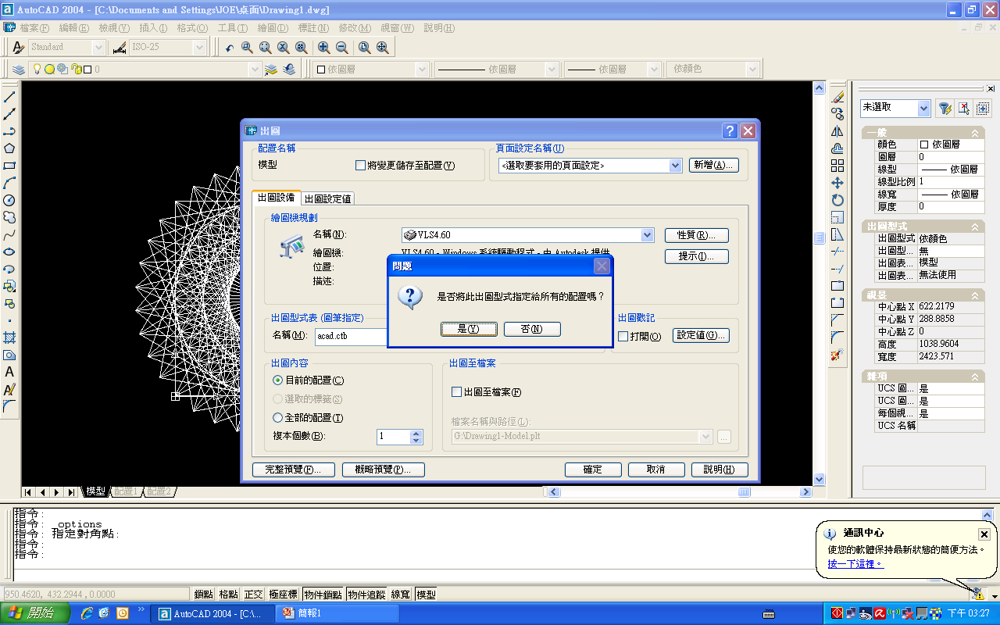 AutoCAD 2004 - [C:\Documents and Settings\JOE\桌面\Drawing1.dwg]
檔案(F) 編輯(E) 檢視(V) 插入(I) 格式(O) 工具(T) 繪圖(D) 標註(N) 修改(M) 視窗(W) 說明(H)
Standard ISO-25
0 依圖層 依圖層 依圖層 依顏色
未選取
一般
顏色 依圖層
圖層 0
線型 依圖層
線型比例 1
線寬 依圖層
厚度 0
出圖型式
出圖型式 依顏色
出圖型... 無
出圖表... 模型
出圖表... 無法使用
視景
中心點 X 622.2179
中心點 Y 288.8858
中心點 Z 0
高度 1038.9604
寬度 2423.571
雜項
UCS 圖... 是
UCS 圖... 是
每個視... 是
UCS 名稱
出圖
配置名稱
模型
將變更儲存至配置(V)
頁面設定名稱(U)
<選取要套用的頁面設定>
新增(A)...
出圖設備 出圖設定值
繪圖機規劃
名稱(N): VLS4.60 性質(R)...
繪圖機: VLS4.60 - Windows 系統驅動程式 - 由 Autodesk 提供 提示(I)...
位置:
描述:
問題
是否將此出圖型式指定給所有的配置嗎？
是(Y) 否(N)
出圖型式表 (圖筆指定)
名稱(M): acad.ctb
出圖戳記
打開(O) 設定值(G)...
出圖內容
目前的配置(C)
選取的標籤(S)
全部的配置(T)
複本個數(B): 1
出圖至檔案
出圖至檔案(F)
檔案名稱與路徑(L):
G:\Drawing1-Model.plt ...
完整預覽(F)... 概略預覽(P)... 確定 取消 說明(H)
模型 配置1 配置2
指令:
指令: _options
指令: 指定對角點:
指令:
指令:
通訊中心
使您的軟體保持最新狀態的簡便方法。
按一下這裡。
950.4620, 432.2944 , 0.0000 鎖點 格點 正交 極座標 物件鎖點 物件追蹤 線寬 模型
開始 AutoCAD 2004 - [C:\... 簡報1 下午 03:27